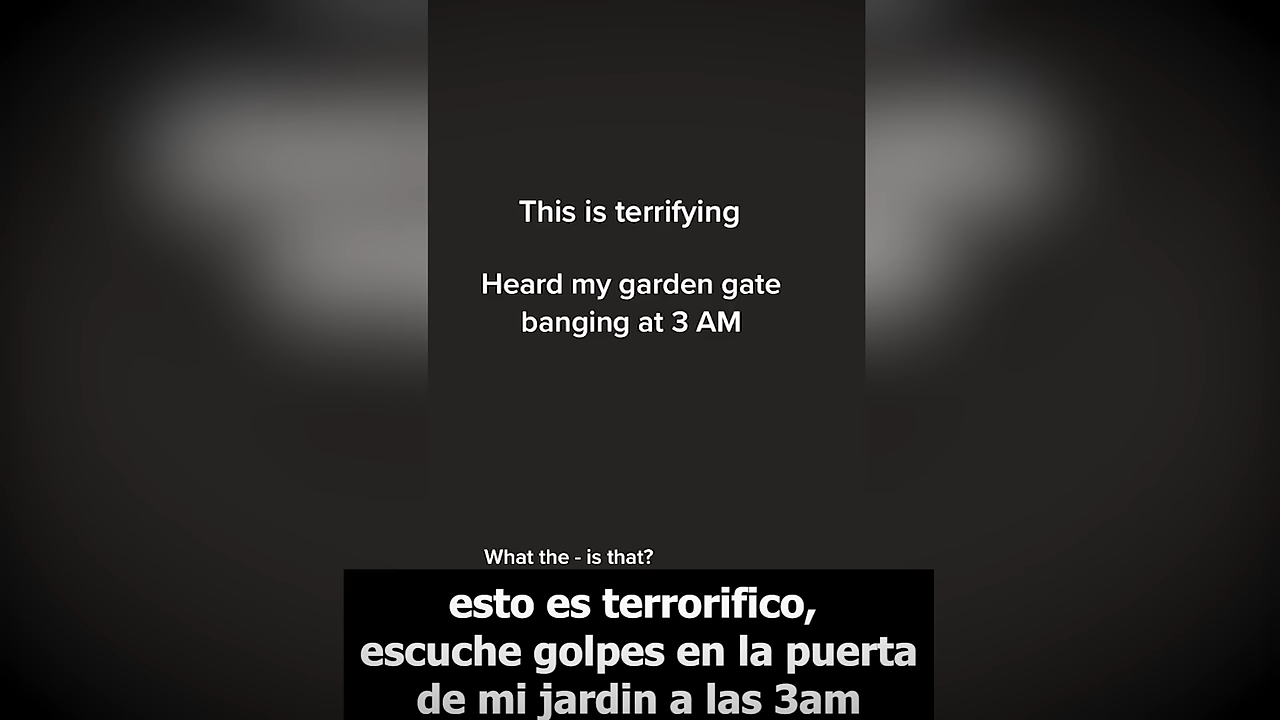 This is terrifying
Heard my garden gate
banging at 3 AM
What the - is that?
esto es terrorifico,
escuche golpes en la puerta
de mi jardin a las 3am